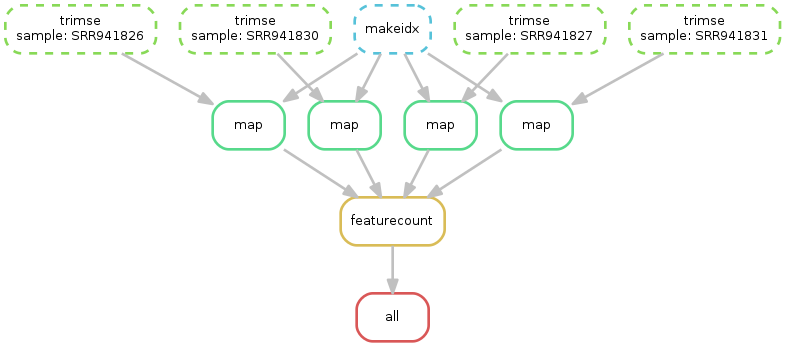 trimse
sample: SRR941826
trimse
sample: SRR941830
makeidx
trimse
sample: SRR941827
trimse
sample: SRR941831
map
map
map
map
featurecount
all